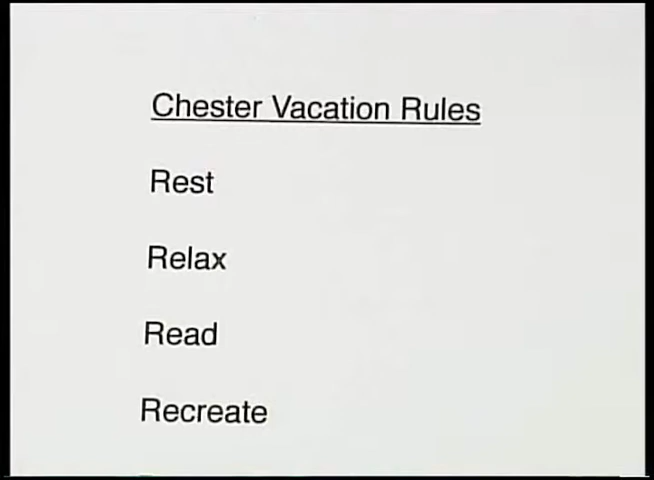 Chester Vacation Rules
Rest
Relax
Read
Recreate